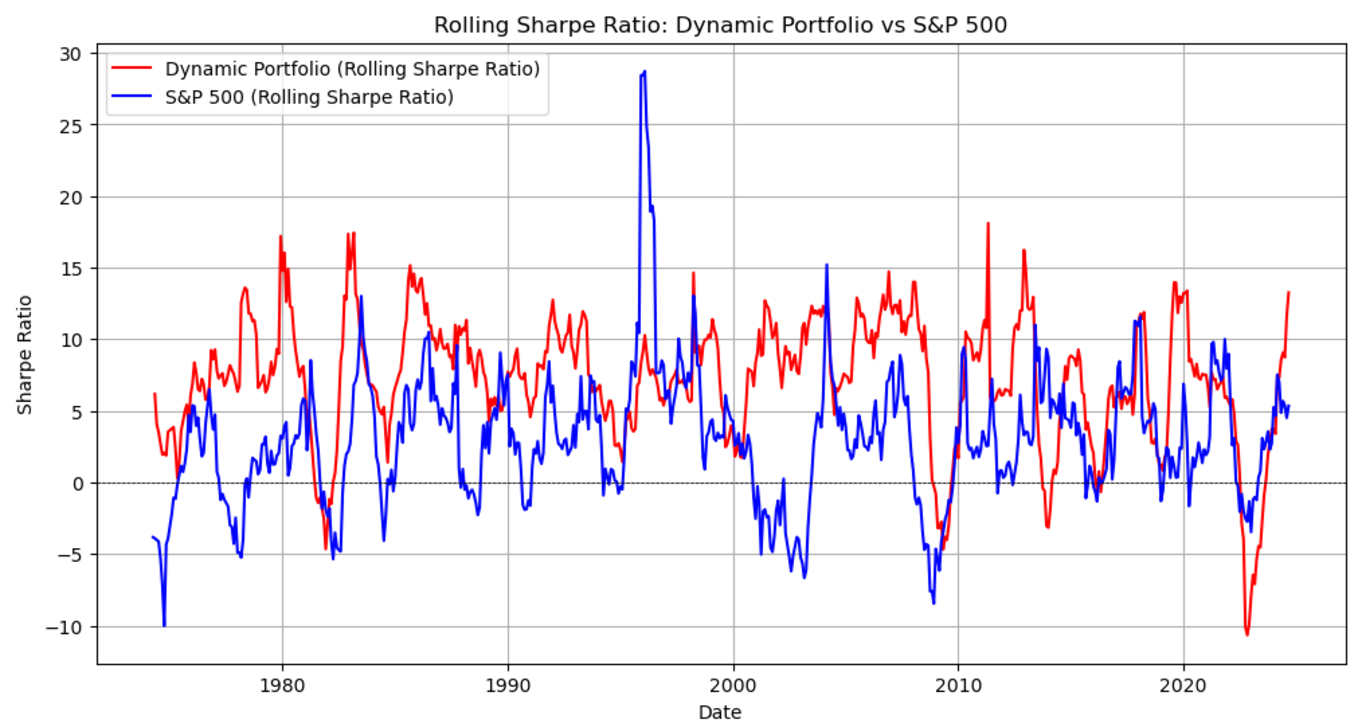 Rolling Sharpe Ratio: Dynamic Portfolio vs S&P 500
Dynamic Portfolio (Rolling Sharpe Ratio)
S&P 500 (Rolling Sharpe Ratio)
Sharpe Ratio
30
25
20
15
10
5
0
−5
−10
1980
1990
2000
2010
2020
Date